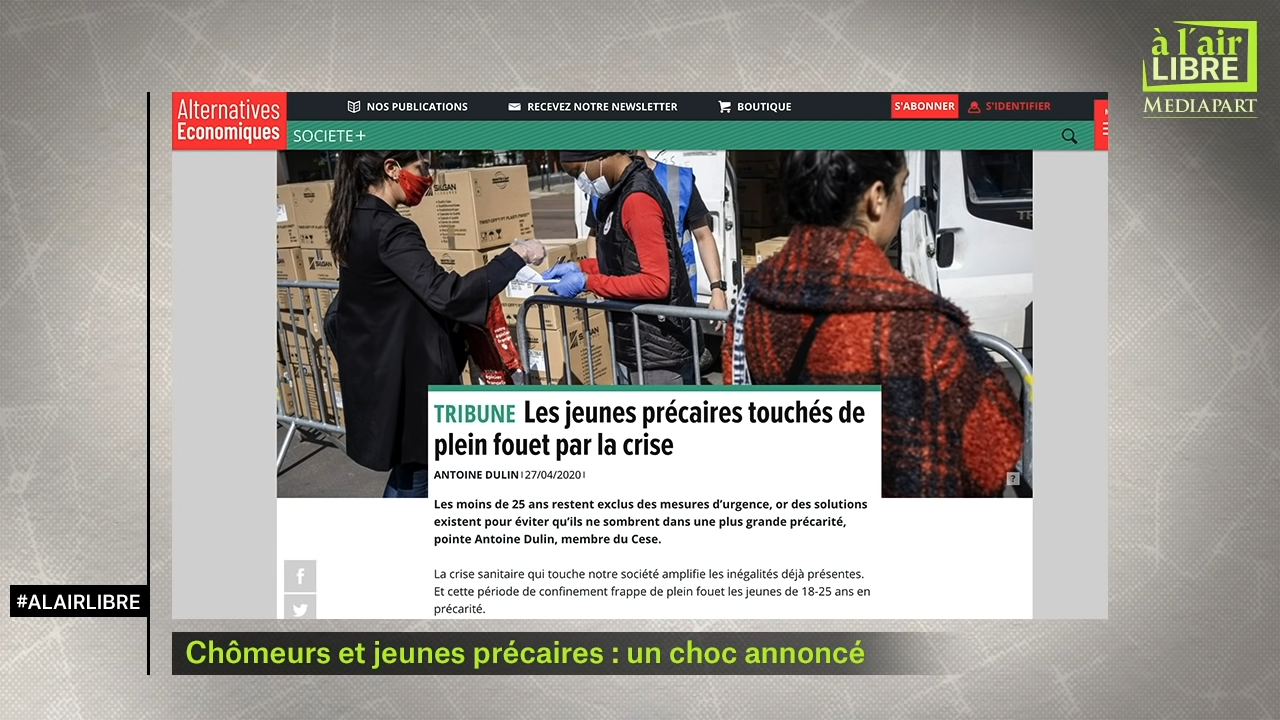 à l'air
LIBRE
MEDIAPART
Alternatives
Economiques
NOS PUBLICATIONS
RECEVEZ NOTRE NEWSLETTER
BOUTIQUE
S'ABONNER
S'IDENTIFIER
SOCIETE+
SILGAN
SILGAN
SILGAN
TRIBUNE Les jeunes précaires touchés de
plein fouet par la crise
ANTOINE DULIN | 27/04/2020 |
?
Les moins de 25 ans restent exclus des mesures d'urgence, or des solutions
existent pour éviter qu'ils ne sombrent dans une plus grande précarité,
pointe Antoine Dulin, membre du Cese.
La crise sanitaire qui touche notre société amplifie les inégalités déjà présentes.
Et cette période de confinement frappe de plein fouet les jeunes de 18-25 ans en
précarité.
#ALAIRLIBRE
Chômeurs et jeunes précaires : un choc annoncé